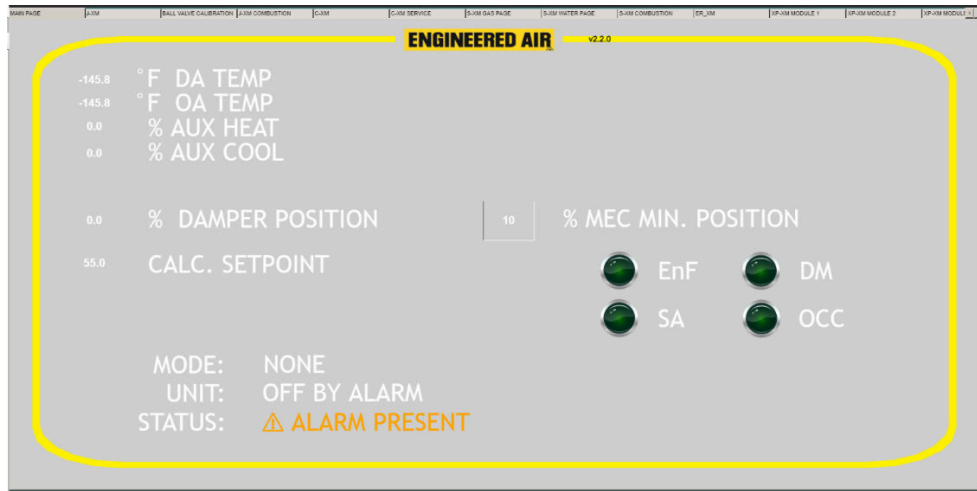 MAIN PAGE A-XM BALL VALVE CALIBRATION A-XM COMBUSTION C-XM C-XM SERVICE S-XM GAS PAGE S-XM WATER PAGE S-XM COMBUSTION ER_XM XP-XM MODULE 1 XP-XM MODULE 2
ENGINEERED AIR v2.2.0
-145.8 °F DA TEMP
-145.8 °F OA TEMP
0.0 % AUX HEAT
0.0 % AUX COOL
0.0 % DAMPER POSITION 10 % MEC MIN. POSITION
55.0 CALC. SETPOINT
EnF DM
SA OCC
MODE: NONE
UNIT: OFF BY ALARM
STATUS: ⚠ ALARM PRESENT